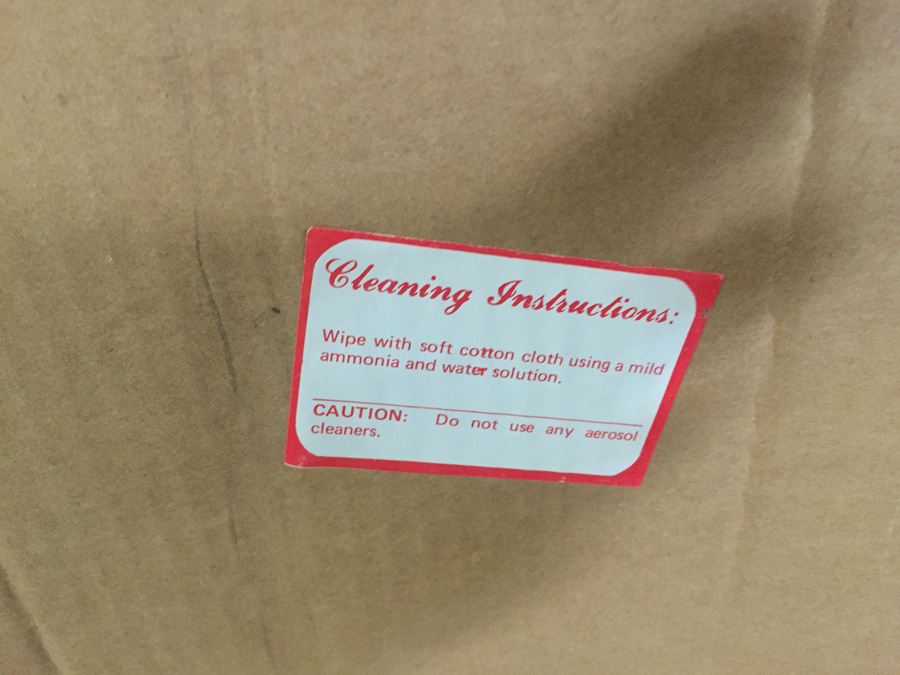 Cleaning Instructions:
Wipe with soft cotton cloth using a mild
ammonia and water solution.
CAUTION: Do not use any aerosol
cleaners.